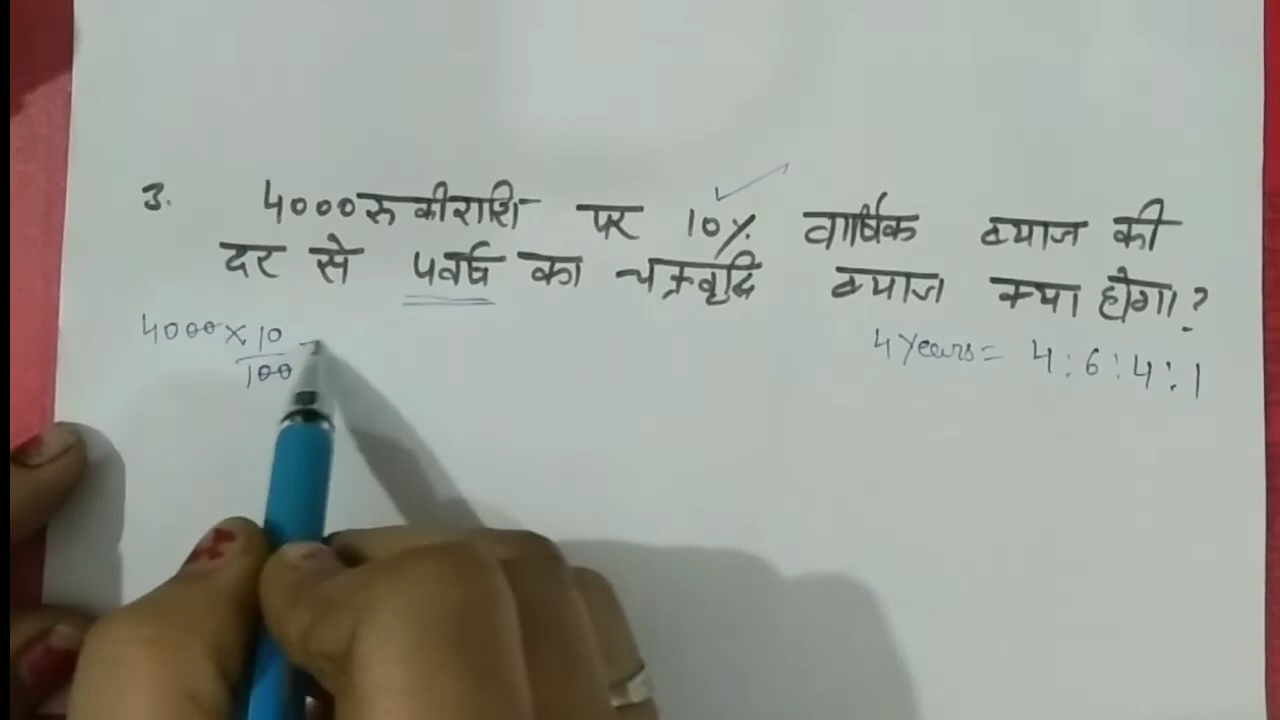 3. 4000रु की राशि पर 10% वार्षिक ब्याज की
दर से 4वर्ष का चक्रवृद्धि ब्याज क्या होगा?
4000 × 10
100
4 years = 4:6:4:1